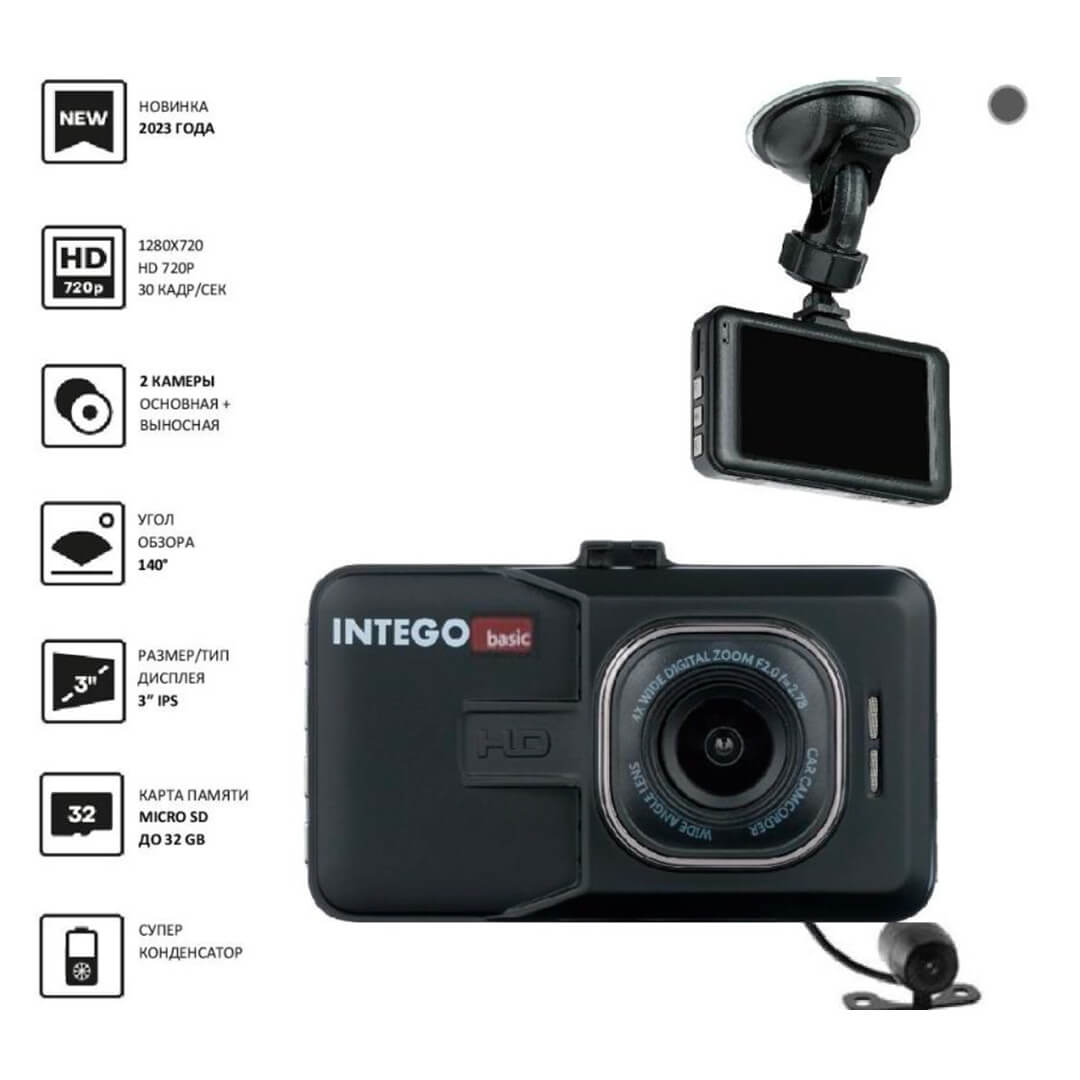 NEW
НОВИНКА
2023 ГОДА
HD
720p
1280X720
HD 720P
30 КАДР/СЕК
2 КАМЕРЫ
ОСНОВНАЯ +
ВЫНОСНАЯ
УГОЛ
ОБЗОРА
140°
3"
РАЗМЕР/ТИП
ДИСПЛЕЯ
3” IPS
32
КАРТА ПАМЯТИ
MICRO SD
ДО 32 GB
СУПЕР
КОНДЕНСАТОР
INTEGO basic
HD
4X WIDE DIGITAL ZOOM F2.0 f=2.78
CAR CAMCORDER
WIDE ANGLE LENS